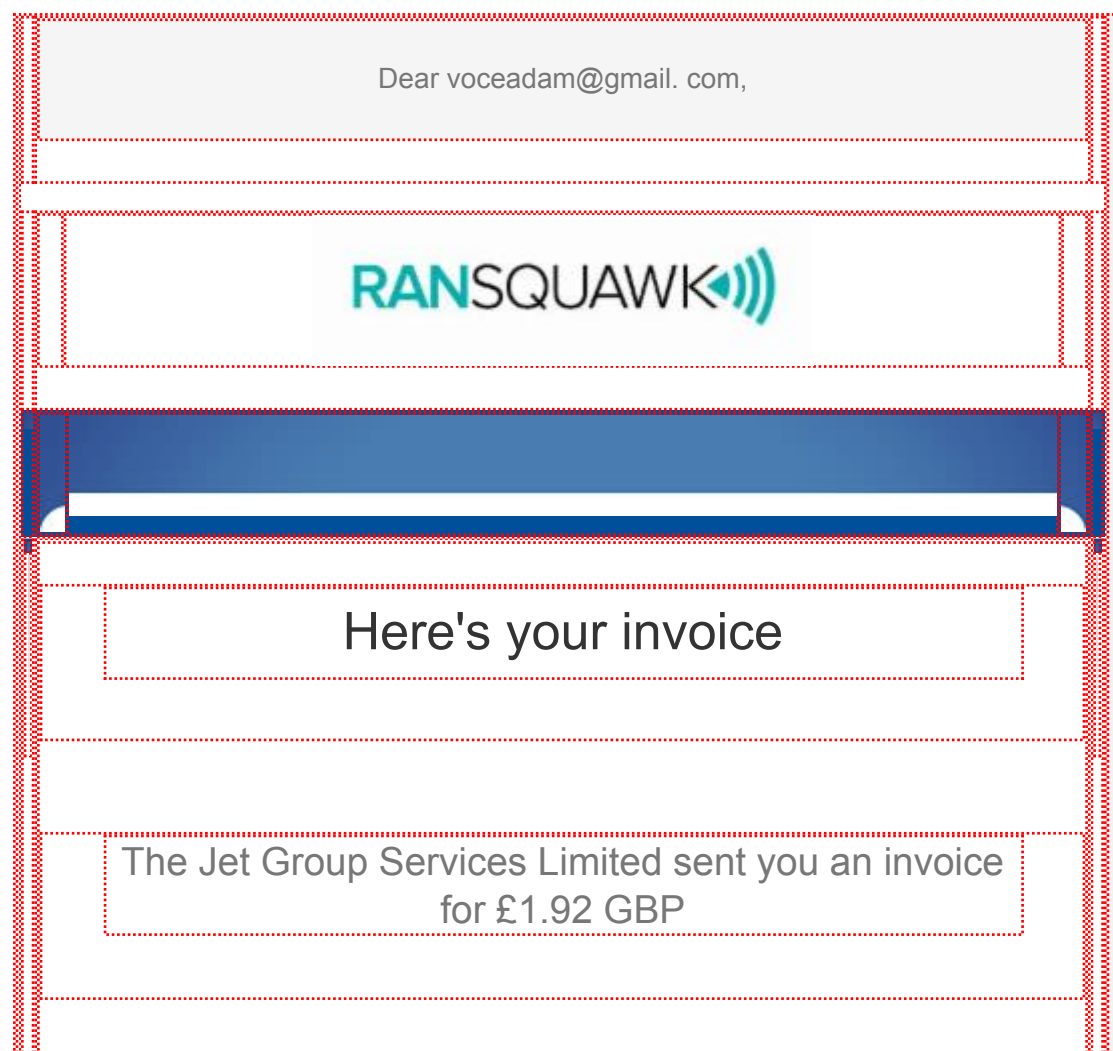 Dear voceadam@gmail. com,
RANSQUAWK
Here's your invoice
The Jet Group Services Limited sent you an invoice
for £1.92 GBP